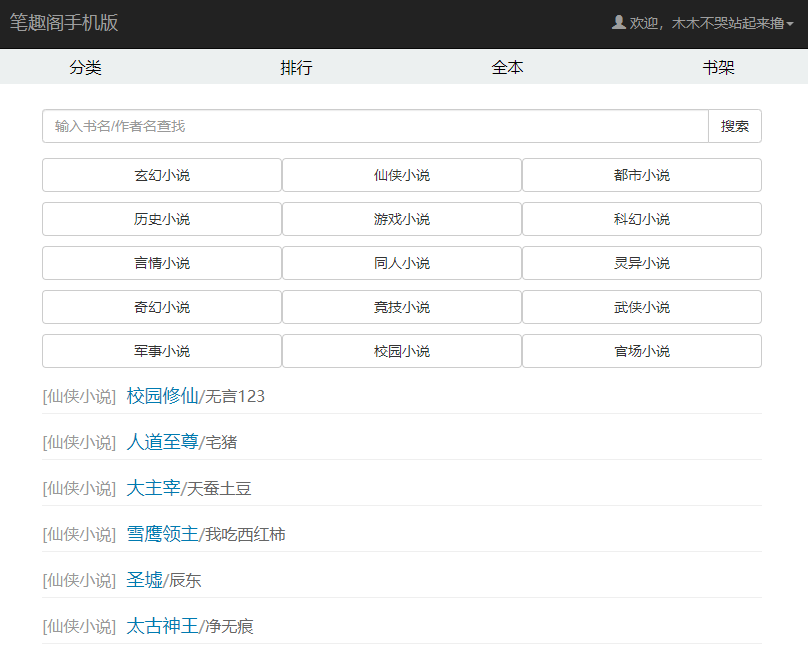 笔趣阁手机版 欢迎，木木不哭站起来撸
分类 排行 全本 书架
输入书名/作者名查找 搜索
玄幻小说 仙侠小说 都市小说
历史小说 游戏小说 科幻小说
言情小说 同人小说 灵异小说
奇幻小说 竞技小说 武侠小说
军事小说 校园小说 官场小说
[仙侠小说] 校园修仙/无言123
[仙侠小说] 人道至尊/宅猪
[仙侠小说] 大主宰/天蚕土豆
[仙侠小说] 雪鹰领主/我吃西红柿
[仙侠小说] 圣墟/辰东
[仙侠小说] 太古神王/净无痕